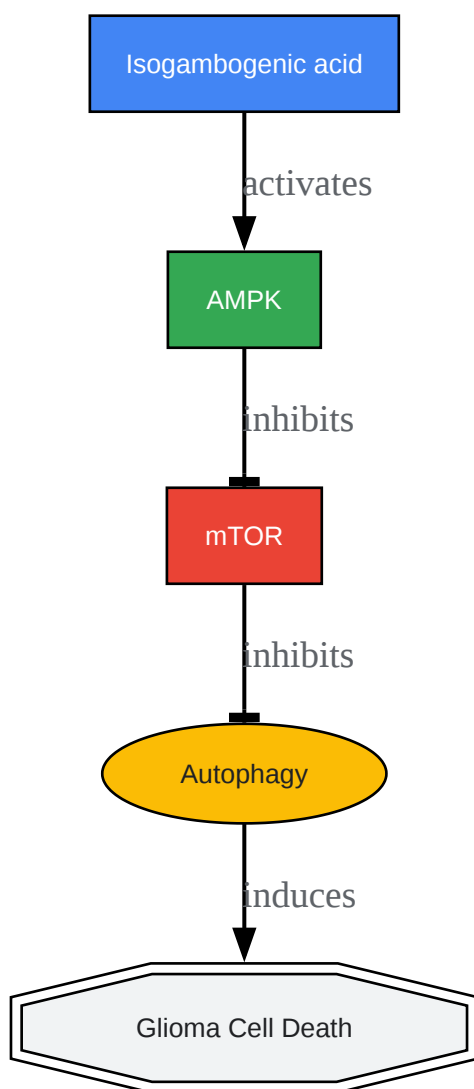 Isogambogenic acid
activates
AMPK
inhibits
mTOR
inhibits
Autophagy
induces
Glioma Cell Death